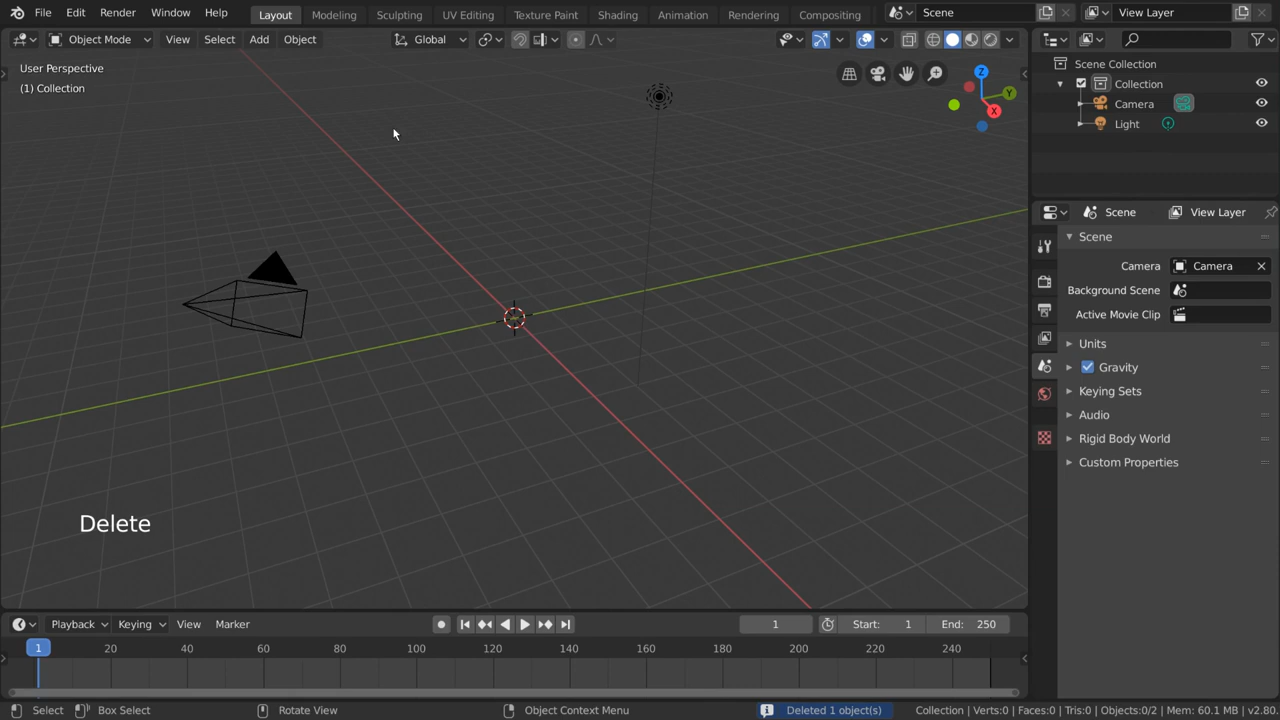 File Edit Render Window Help Layout Modeling Sculpting UV Editing Texture Paint Shading Animation Rendering Compositing Scene View Layer
Object Mode View Select Add Object Global
User Perspective
(1) Collection
Z
Y
X
Scene Collection
Collection
Camera
Light
Scene View Layer
Scene
Camera Camera
Background Scene
Active Movie Clip
Units
Gravity
Keying Sets
Audio
Rigid Body World
Custom Properties
Delete
Playback Keying View Marker 1 Start: 1 End: 250
1 20 40 60 80 100 120 140 160 180 200 220 240
Select Box Select Rotate View Object Context Menu Deleted 1 object(s) Collection | Verts:0 | Faces:0 | Tris:0 | Objects:0/2 | Mem: 60.1 MB | v2.80